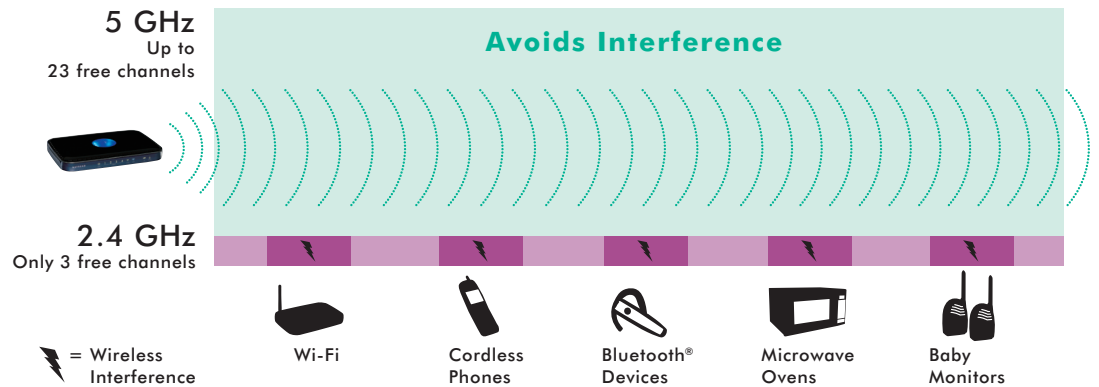 5 GHz
Up to
23 free channels
Avoids Interference
2.4 GHz
Only 3 free channels
= Wireless
Interference
Wi-Fi
Cordless
Phones
Bluetooth®
Devices
Microwave
Ovens
Baby
Monitors